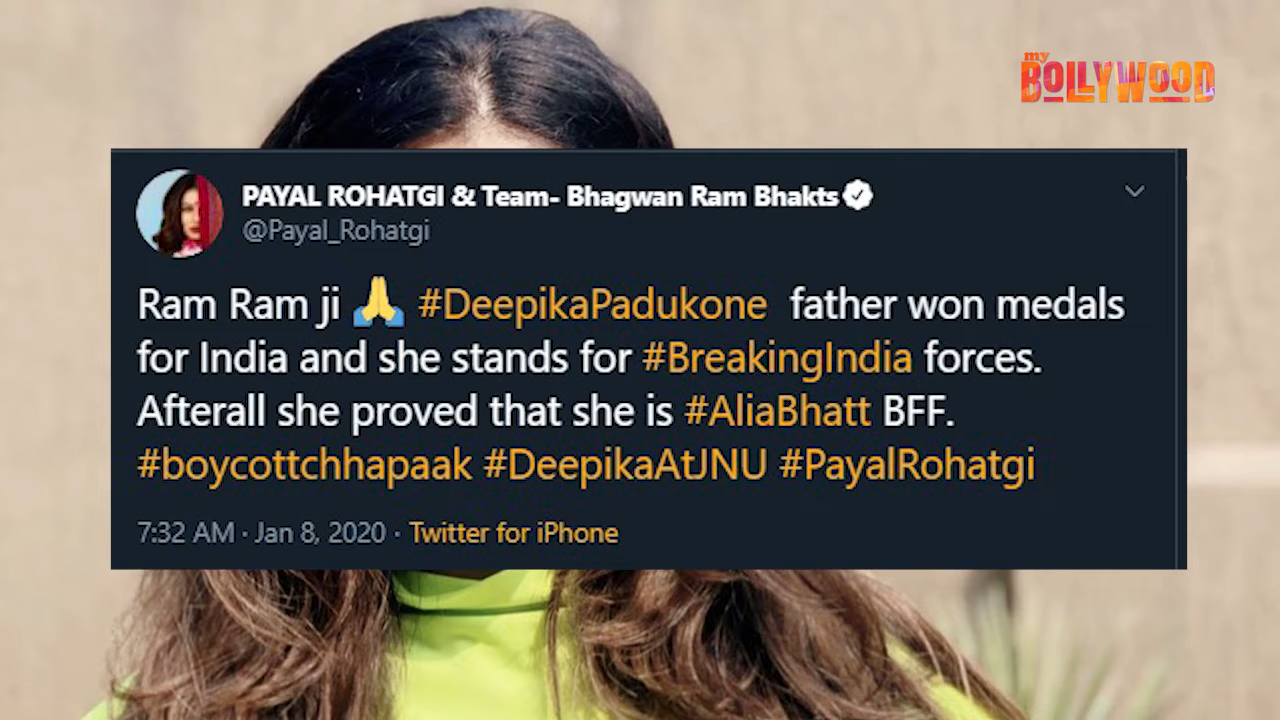 my
BOLLYWOOD
PAYAL ROHATGI & Team- Bhagwan Ram Bhakts
@Payal_Rohatgi
Ram Ram ji 🙏 #DeepikaPadukone father won medals
for India and she stands for #BreakingIndia forces.
Afterall she proved that she is #AliaBhatt BFF.
#boycottchhapaak #DeepikaAtJNU #PayalRohatgi
7:32 AM · Jan 8, 2020 · Twitter for iPhone